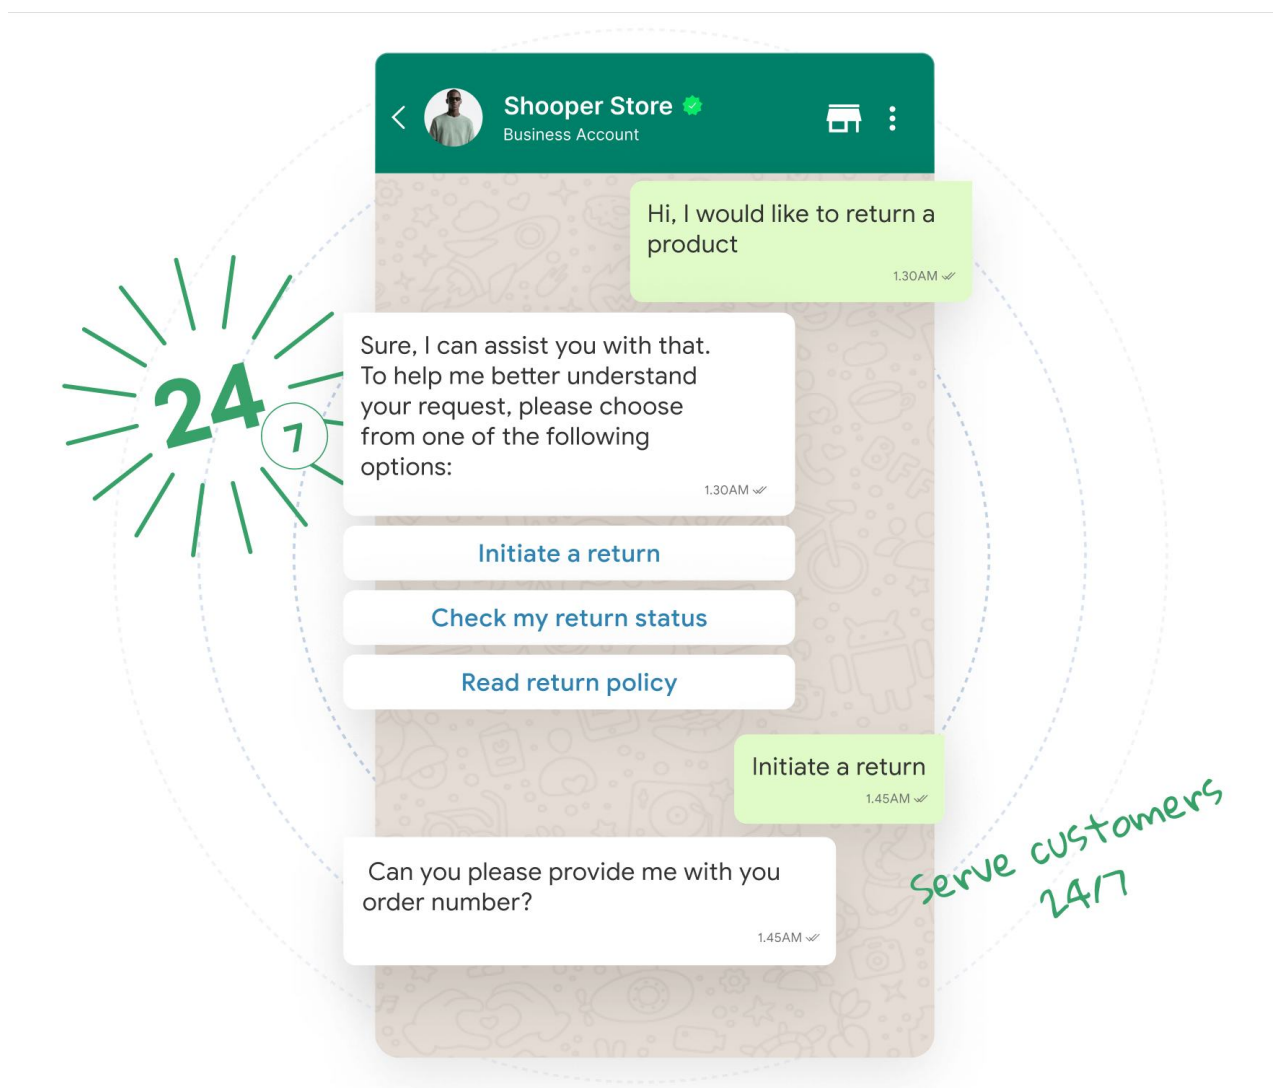 Shooper Store
Business Account
Hi, I would like to return a
product
1.30AM
24
7
Sure, I can assist you with that.
To help me better understand
your request, please choose
from one of the following
options:
1.30AM
Initiate a return
Check my return status
Read return policy
Initiate a return
1.45AM
Serve customers
24/7
Can you please provide me with you
order number?
1.45AM